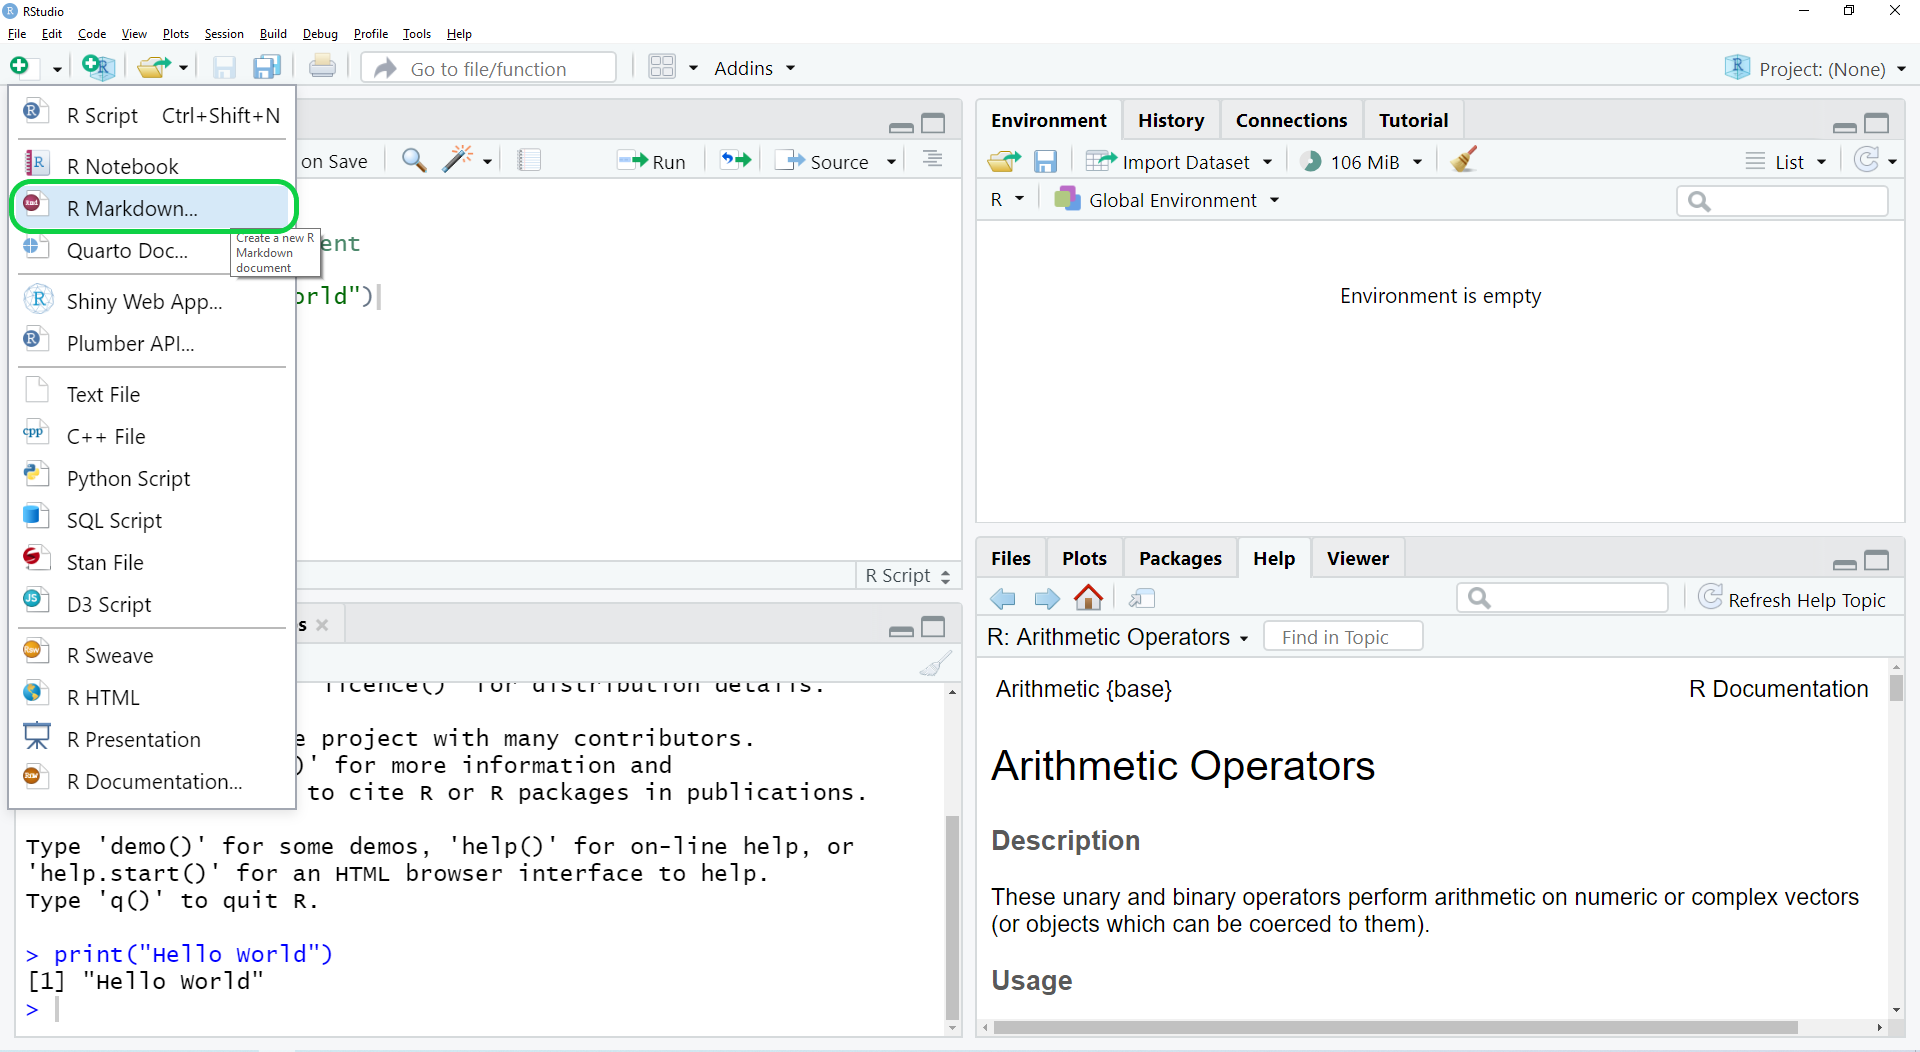 RStudio
File Edit Code View Plots Session Build Debug Profile Tools Help
Go to file/function
Addins
Project: (None)
R Script Ctrl+Shift+N
R Notebook
R Markdown...
Quarto Doc...
Shiny Web App...
Plumber API...
Text File
C++ File
Python Script
SQL Script
Stan File
D3 Script
R Sweave
R HTML
R Presentation
R Documentation...
Create a new R
Markdown
document
on Save
Run
Source
ent
orld")
R Script
s
'licence()' for distribution details.
e project with many contributors.
)' for more information and
to cite R or R packages in publications.
Type 'demo()' for some demos, 'help()' for on-line help, or
'help.start()' for an HTML browser interface to help.
Type 'q()' to quit R.
> print("Hello World")
[1] "Hello World"
>
Environment History Connections Tutorial
Import Dataset
106 MiB
List
R
Global Environment
Environment is empty
Files Plots Packages Help Viewer
Refresh Help Topic
R: Arithmetic Operators
Find in Topic
Arithmetic {base}
R Documentation
Arithmetic Operators
Description
These unary and binary operators perform arithmetic on numeric or complex vectors
(or objects which can be coerced to them).
Usage